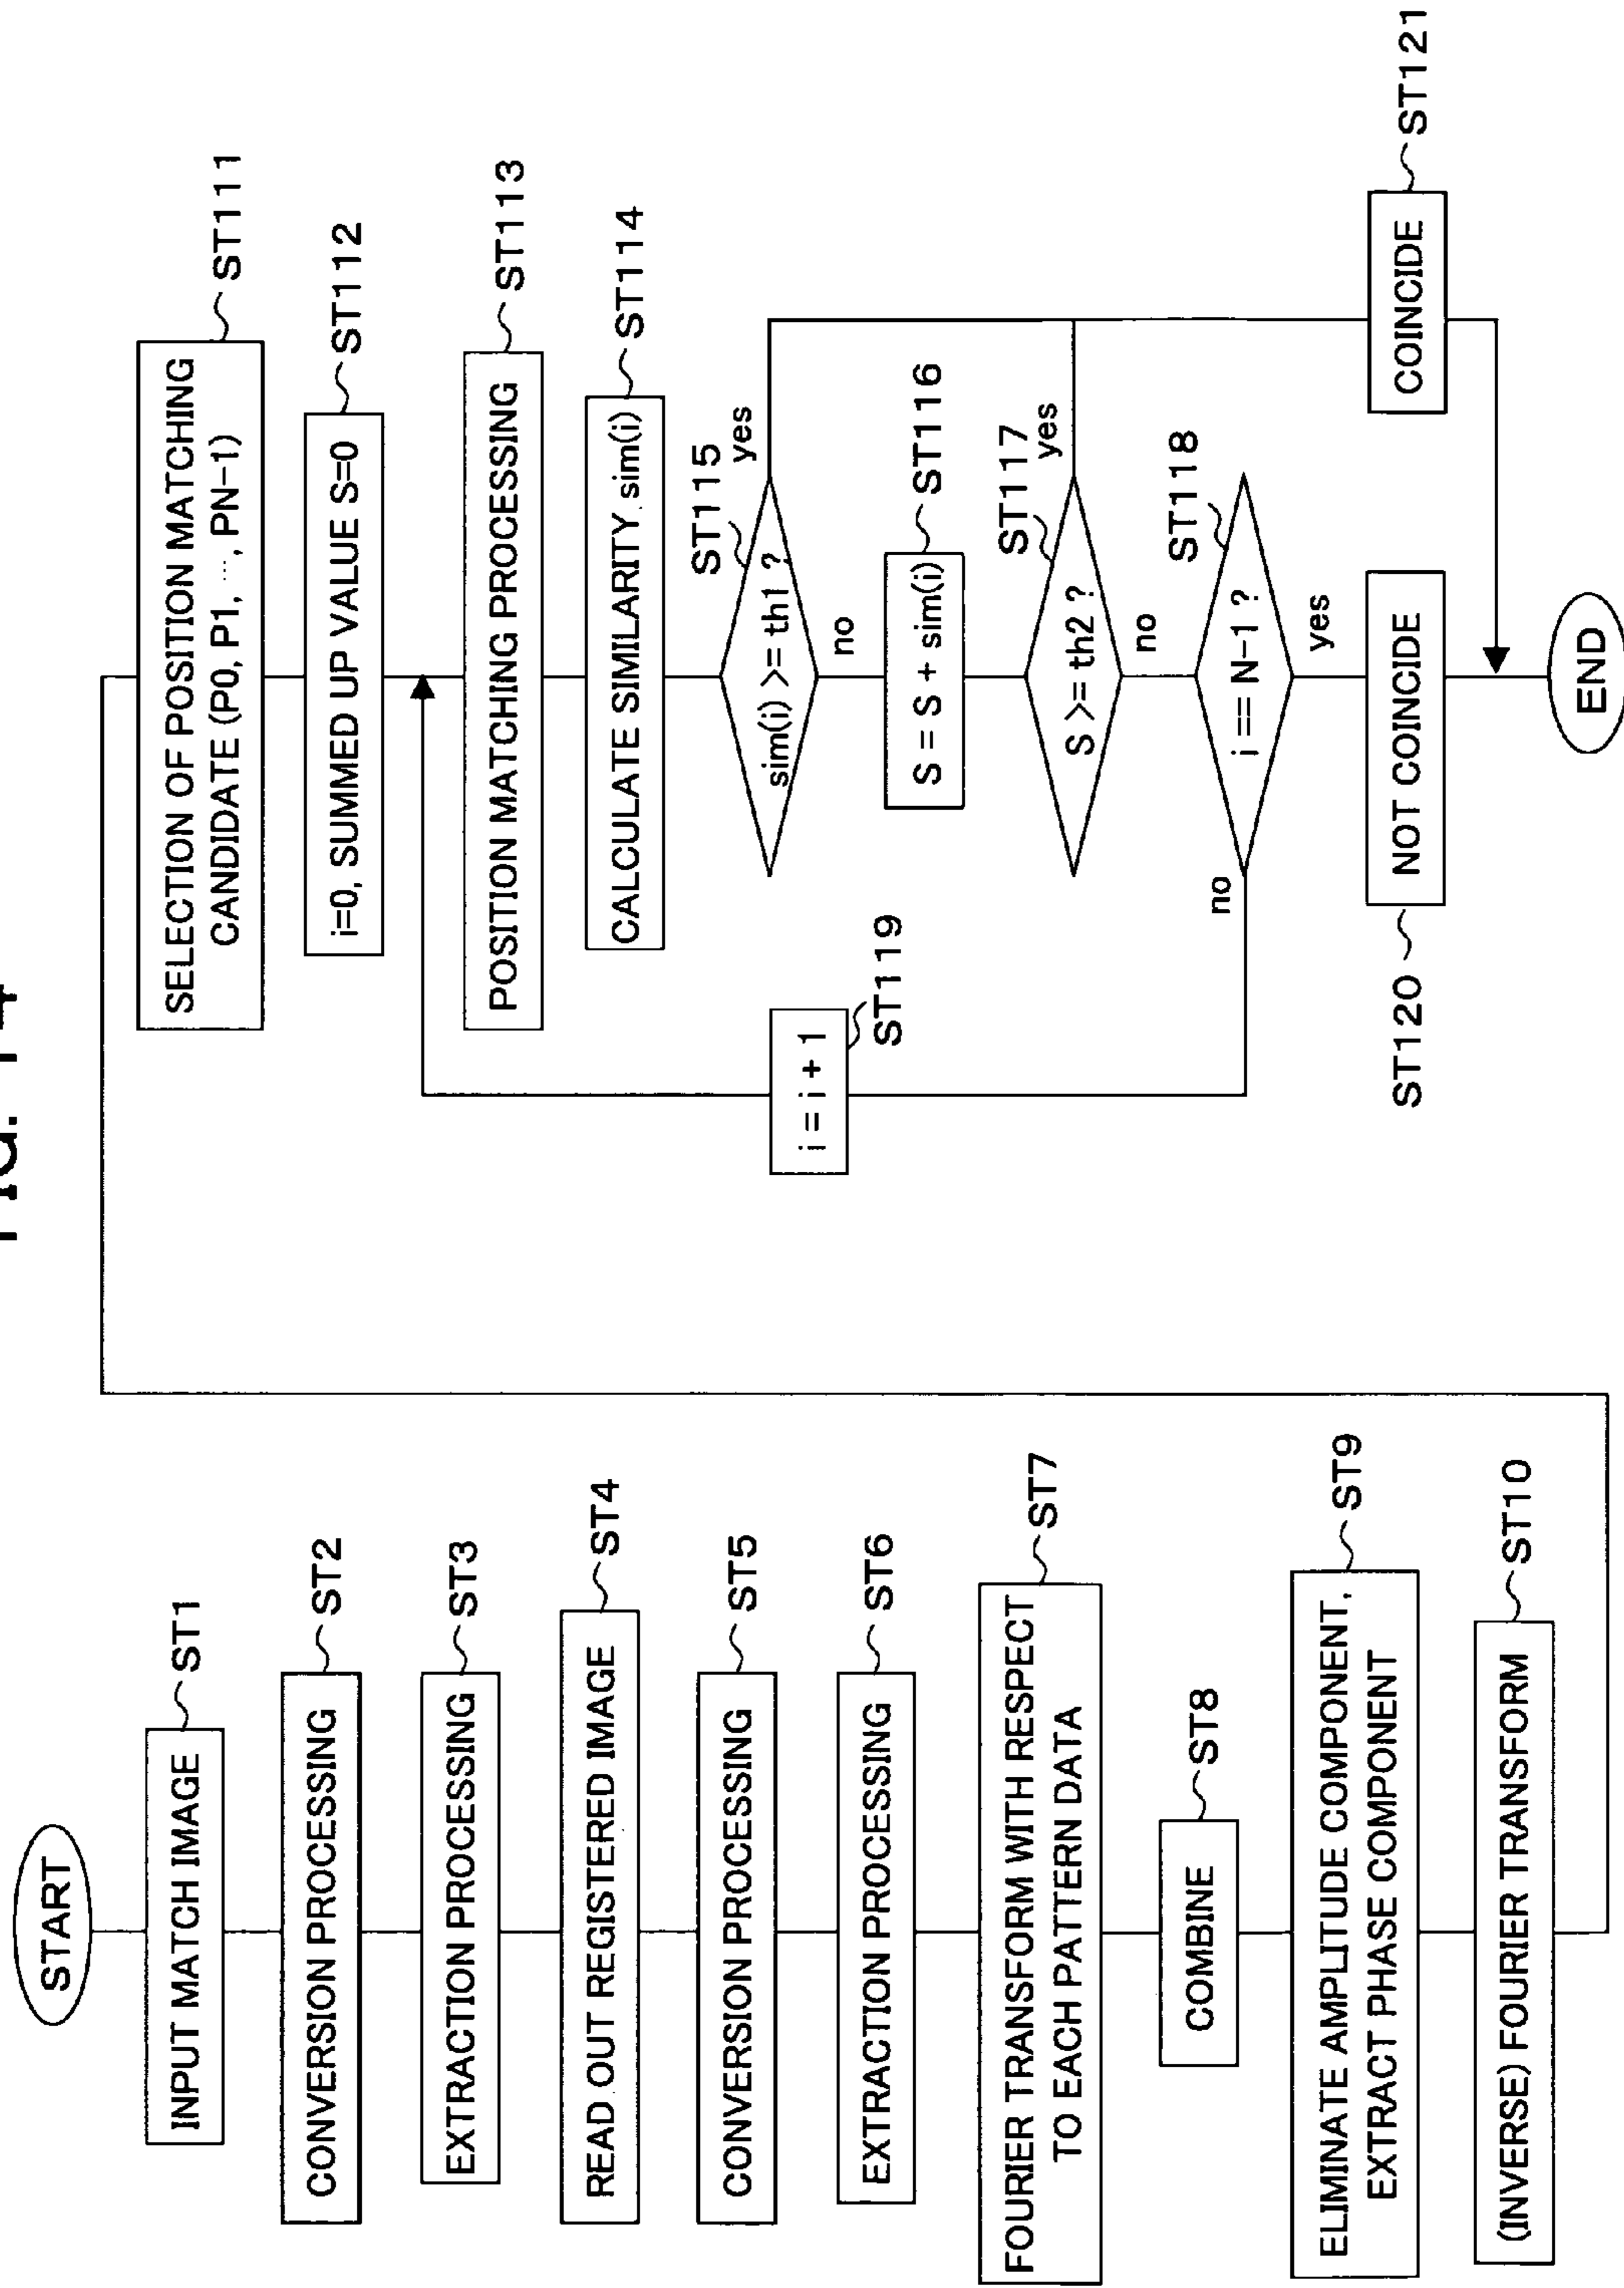 FIG. 14
START
INPUT MATCH IMAGE
ST1
CONVERSION PROCESSING
ST2
EXTRACTION PROCESSING
ST3
READ OUT REGISTERED IMAGE
ST4
CONVERSION PROCESSING
ST5
EXTRACTION PROCESSING
ST6
FOURIER TRANSFORM WITH RESPECT
TO EACH PATTERN DATA
ST7
COMBINE
ST8
ELIMINATE AMPLITUDE COMPONENT,
EXTRACT PHASE COMPONENT
ST9
(INVERSE) FOURIER TRANSFORM
ST10
SELECTION OF POSITION MATCHING
CANDIDATE (P0, P1, ..., PN-1)
ST111
i=0, SUMMED UP VALUE S=0
ST112
POSITION MATCHING PROCESSING
ST113
CALCULATE SIMILARITY sim(i)
ST114
sim(i) >= th1 ?
ST115
yes
no
S = S + sim(i)
ST116
S >= th2 ?
ST117
yes
no
i == N-1 ?
ST118
no
yes
i = i + 1
ST119
NOT COINCIDE
ST120
COINCIDE
ST121
END